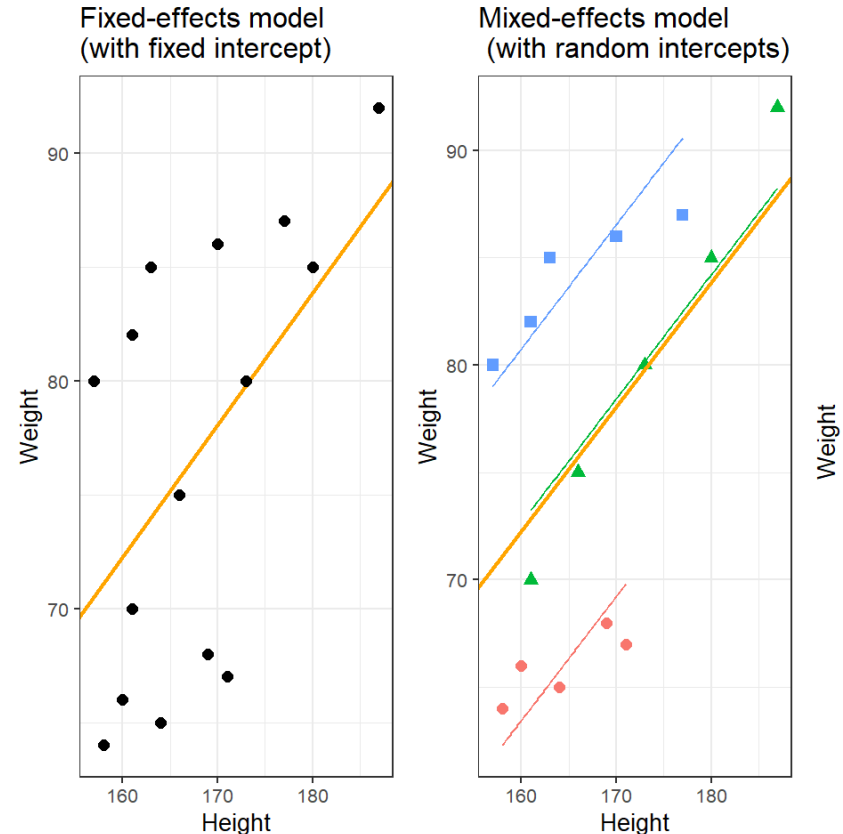 Fixed-effects model
(with fixed intercept)
Weight
90
80
70
160
170
180
Height
Mixed-effects model
(with random intercepts)
Weight
90
80
70
160
170
180
Height
Weight